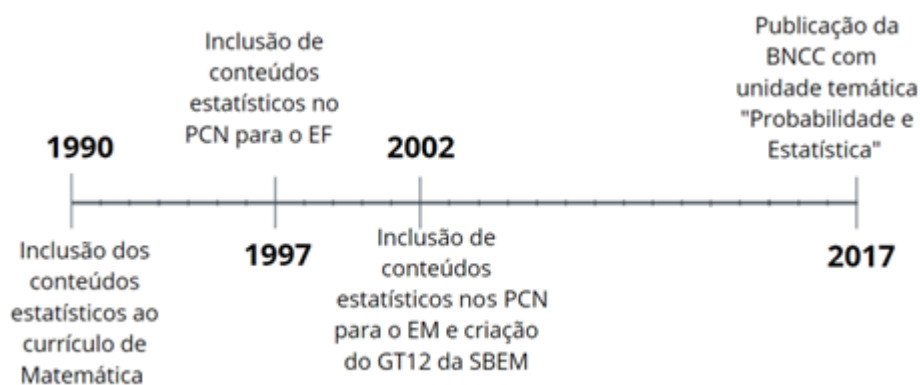 1990
Inclusão dos
conteúdos
estatísticos ao
currículo de
Matemática
Inclusão de
conteúdos
estatísticos no
PCN para o EF
1997
2002
Inclusão de
conteúdos
estatísticos nos PCN
para o EM e criação
do GT12 da SBEM
Publicação da
BNCC com
unidade temática
"Probabilidade e
Estatística"
2017